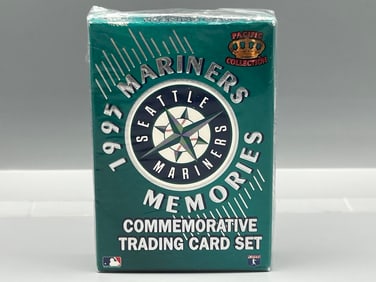 PACIFIC
COLLECTION
1995 MARINERS
SEATTLE
MARINERS
MEMORIES
COMMEMORATIVE
TRADING CARD SET